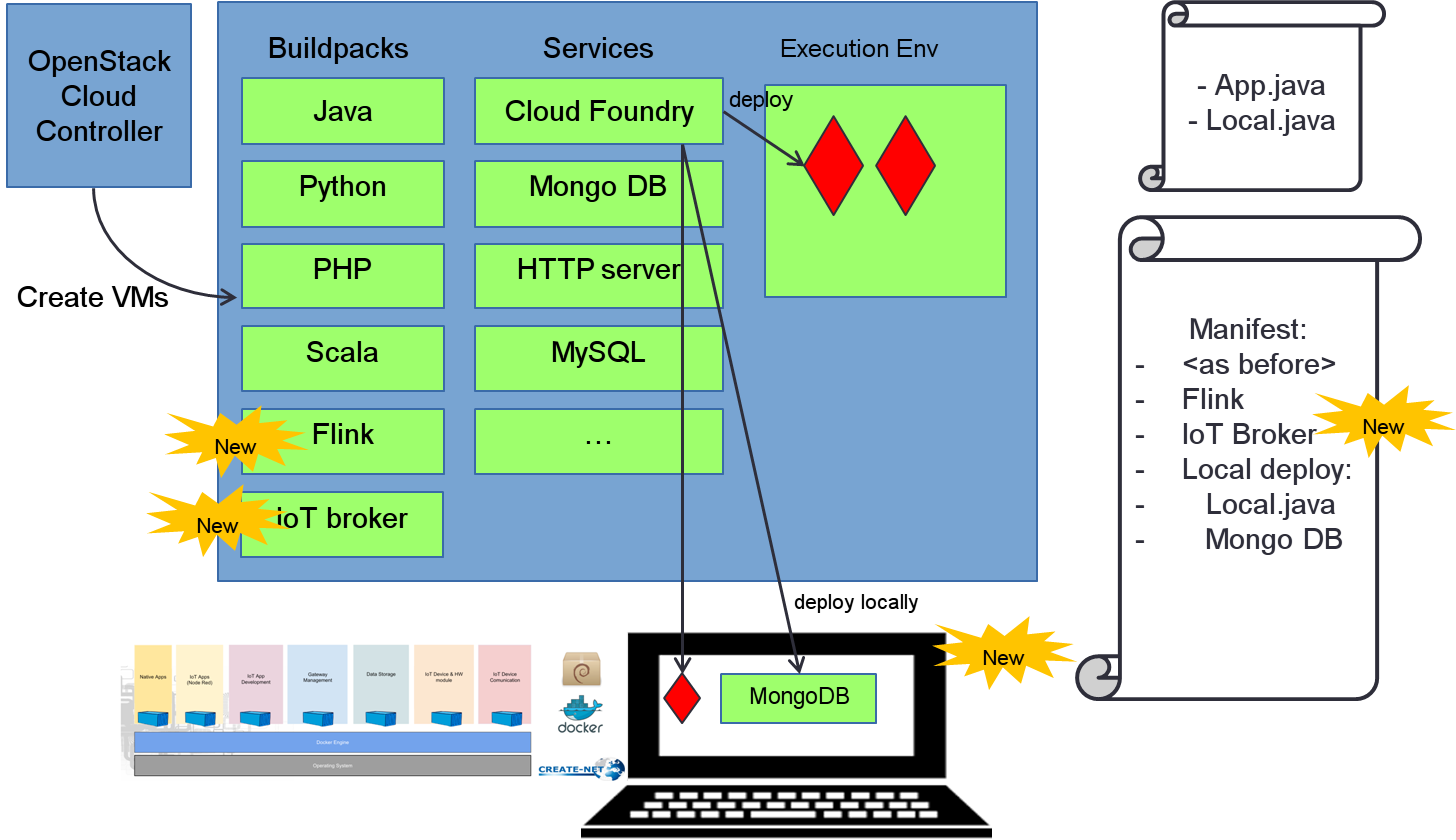 OpenStack
Cloud
Controller
Create VMs
Buildpacks
Java
Python
PHP
Scala
New
Flink
New
IoT broker
Services
Cloud Foundry
Mongo DB
HTTP server
MySQL
…
Execution Env
deploy
- App.java
- Local.java
Manifest:
- <as before>
- Flink
- IoT Broker
New
- Local deploy:
- Local.java
- Mongo DB
deploy locally
New
MongoDB
Native Apps
IoT Apps
(Node Red)
IoT App
Development
Gateway
Management
Data Storage
IoT Device & HW
module
IoT Device
Comunication
Docker Engine
Operating System
docker
CREATE-NET